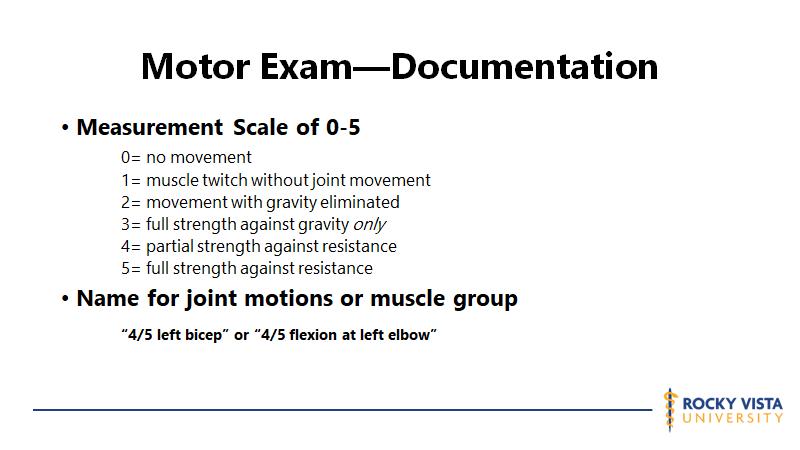 Motor Exam—Documentation
• Measurement Scale of 0-5
0= no movement
1= muscle twitch without joint movement
2= movement with gravity eliminated
3= full strength against gravity only
4= partial strength against resistance
5= full strength against resistance
• Name for joint motions or muscle group
“4/5 left bicep” or “4/5 flexion at left elbow”
ROCKY VISTA
UNIVERSITY